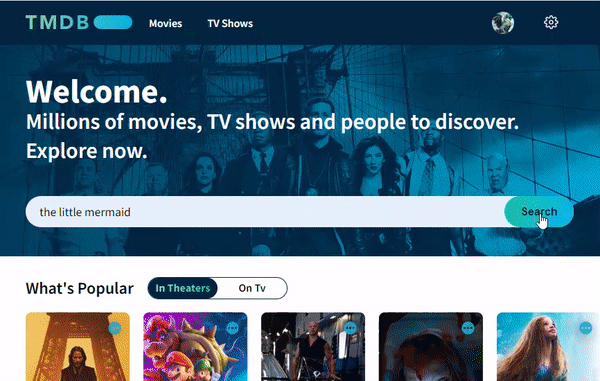 TMDB
Movies
TV Shows
Welcome.
Millions of movies, TV shows and people to discover.
Explore now.
the little mermaid
Search
What's Popular
In Theaters
On Tv